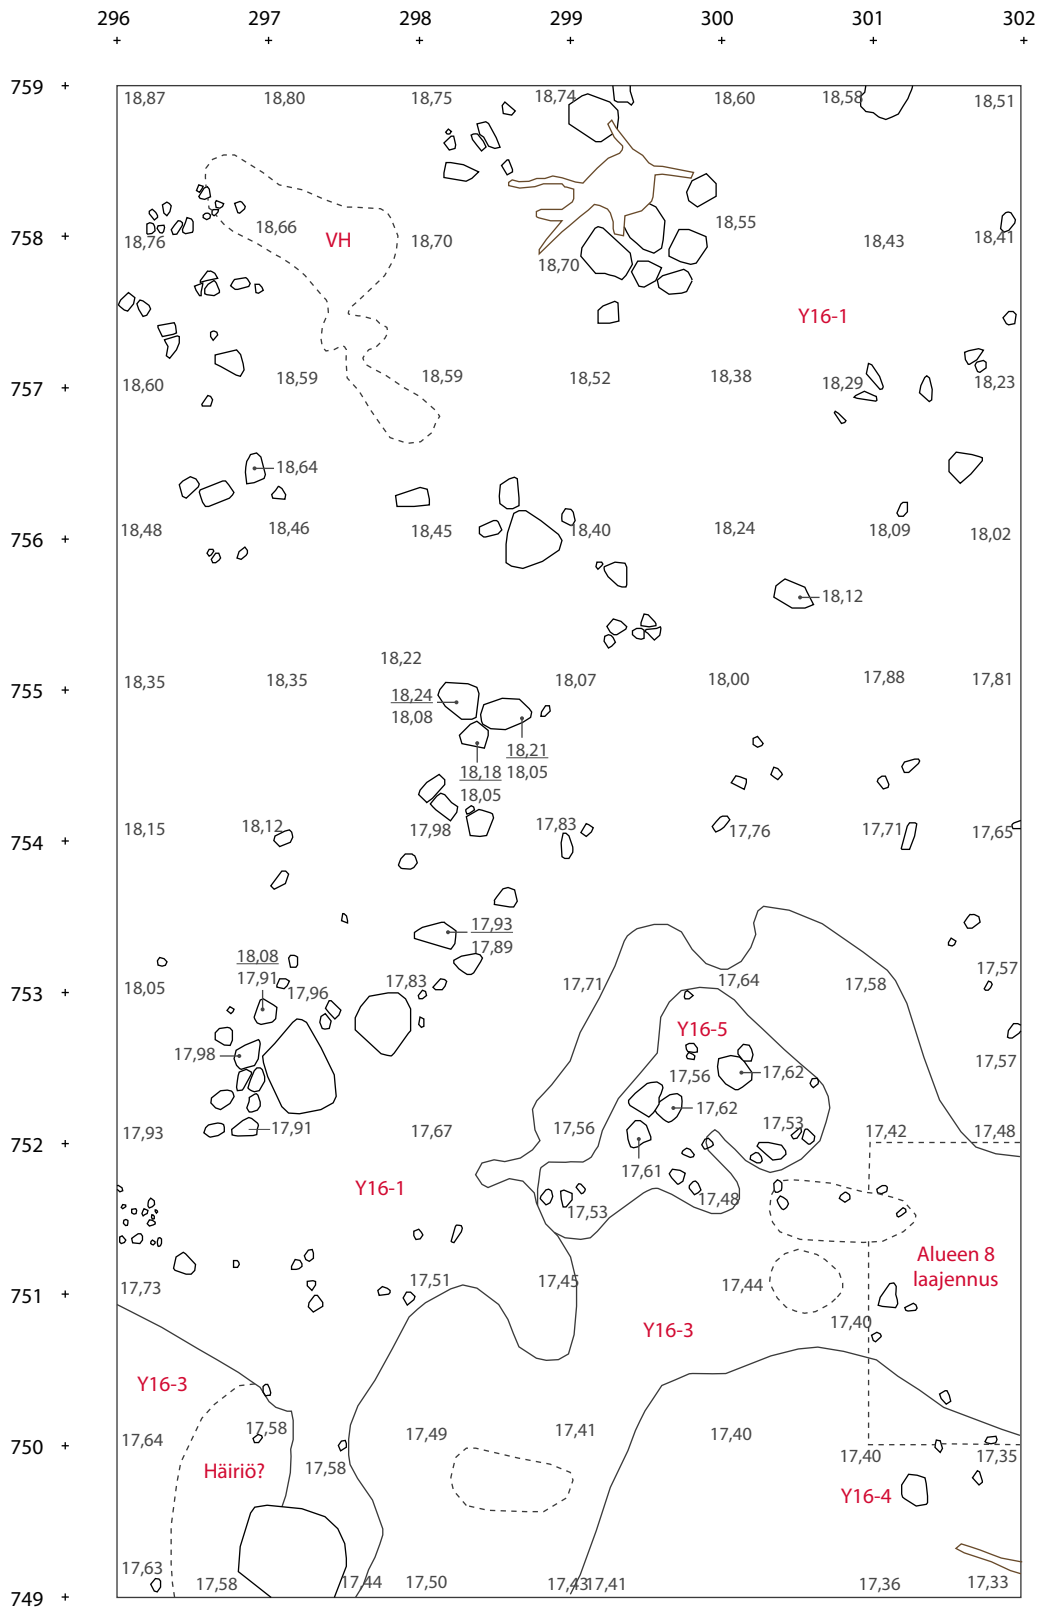 296 297 298 299 300 301 302
759
18,87 18,80 18,75 18,74 18,60 18,58 18,51
18,66 18,55
758
18,76 VH 18,70 18,43 18,41
18,70
Y16-1
757
18,60 18,59 18,59 18,52 18,38 18,29 18,23
18,64
756
18,48 18,46 18,45 18,40 18,24 18,09 18,02
18,12
18,22
755
18,35 18,35 18,07 18,00 17,88 17,81
18,24
18,08
18,21
18,05
18,18
18,05
754
18,15 18,12 17,98 17,83 17,76 17,71 17,65
17,93
17,89
18,08
17,91
753
18,05 17,96 17,83 17,71 17,64 17,58 17,57
Y16-5
17,98 17,56 17,62 17,57
17,62
752
17,93 17,91 17,67 17,56 17,53 17,42 17,48
17,61
Y16-1 17,53 17,48
Alueen 8
laajennus
751
17,73 17,51 17,45 17,44
17,40
Y16-3
Y16-3
17,58
750
17,64 17,49 17,41 17,40 17,40 17,35
Häiriö? 17,58
Y16-4
17,63
749
17,58 17,44 17,50 17,43 17,41 17,36 17,33